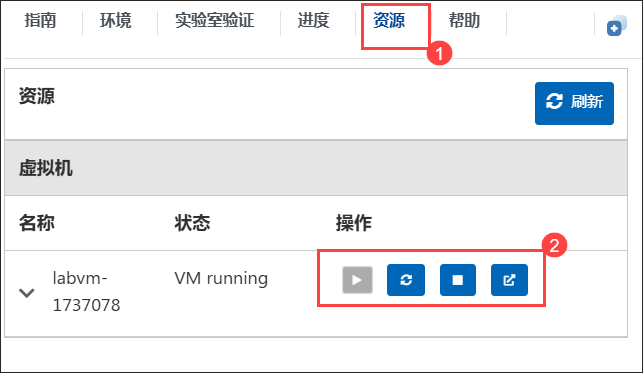 指南 环境 实验室验证 进度 资源 帮助
1
资源 刷新
虚拟机
名称 状态 操作
2
labvm- VM running
1737078